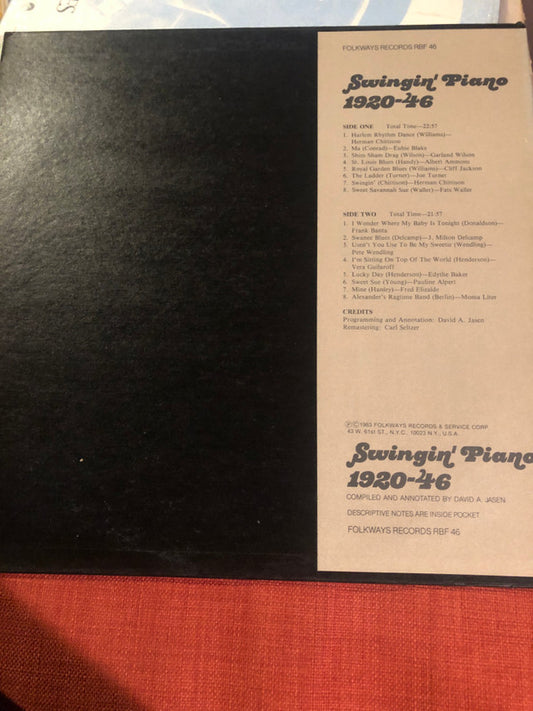 FOLKWAYS RECORDS RBF 46
Swingin' Piano
1920-46
SIDE ONE Total Time—22:57
1. Harlem Rhythm Dance (Williams)—
Herman Chittison
2. Ma (Conrad)—Eubie Blake
3. Shim Sham Drag (Wilson)—Garland Wilson
4. St. Louis Blues (Handy)—Albert Ammons
5. Royal Garden Blues (Williams)—Cliff Jackson
6. The Ladder (Turner)—Joe Turner
7. Swingin' (Chittison)—Herman Chittison
8. Sweet Savannah Sue (Waller)—Fats Waller
SIDE TWO Total Time—21:57
1. I Wonder Where My Baby Is Tonight (Donaldson)—
Frank Banta
2. Swanee Blues (Delcamp)—J. Milton Delcamp
3. Usen't You Use To Be My Sweetie (Wendling)—
Pete Wendling
4. I'm Sitting On Top Of The World (Henderson)—
Vera Guilaroff
5. Lucky Day (Henderson)—Edythe Baker
6. Sweet Sue (Young)—Pauline Alpert
7. Mine (Hanley)—Fred Elizalde
8. Alexander's Ragtime Band (Berlin)—Monia Liter
CREDITS
Programming and Annotation: David A. Jasen
Remastering: Carl Seltzer
Ⓟ© 1983 FOLKWAYS RECORDS & SERVICE CORP
43 W. 61st ST., N.Y.C. 10023 N.Y., U.S.A.
Swingin' Piano
1920-46
COMPILED AND ANNOTATED BY DAVID A. JASEN
DESCRIPTIVE NOTES ARE INSIDE POCKET
FOLKWAYS RECORDS RBF 46